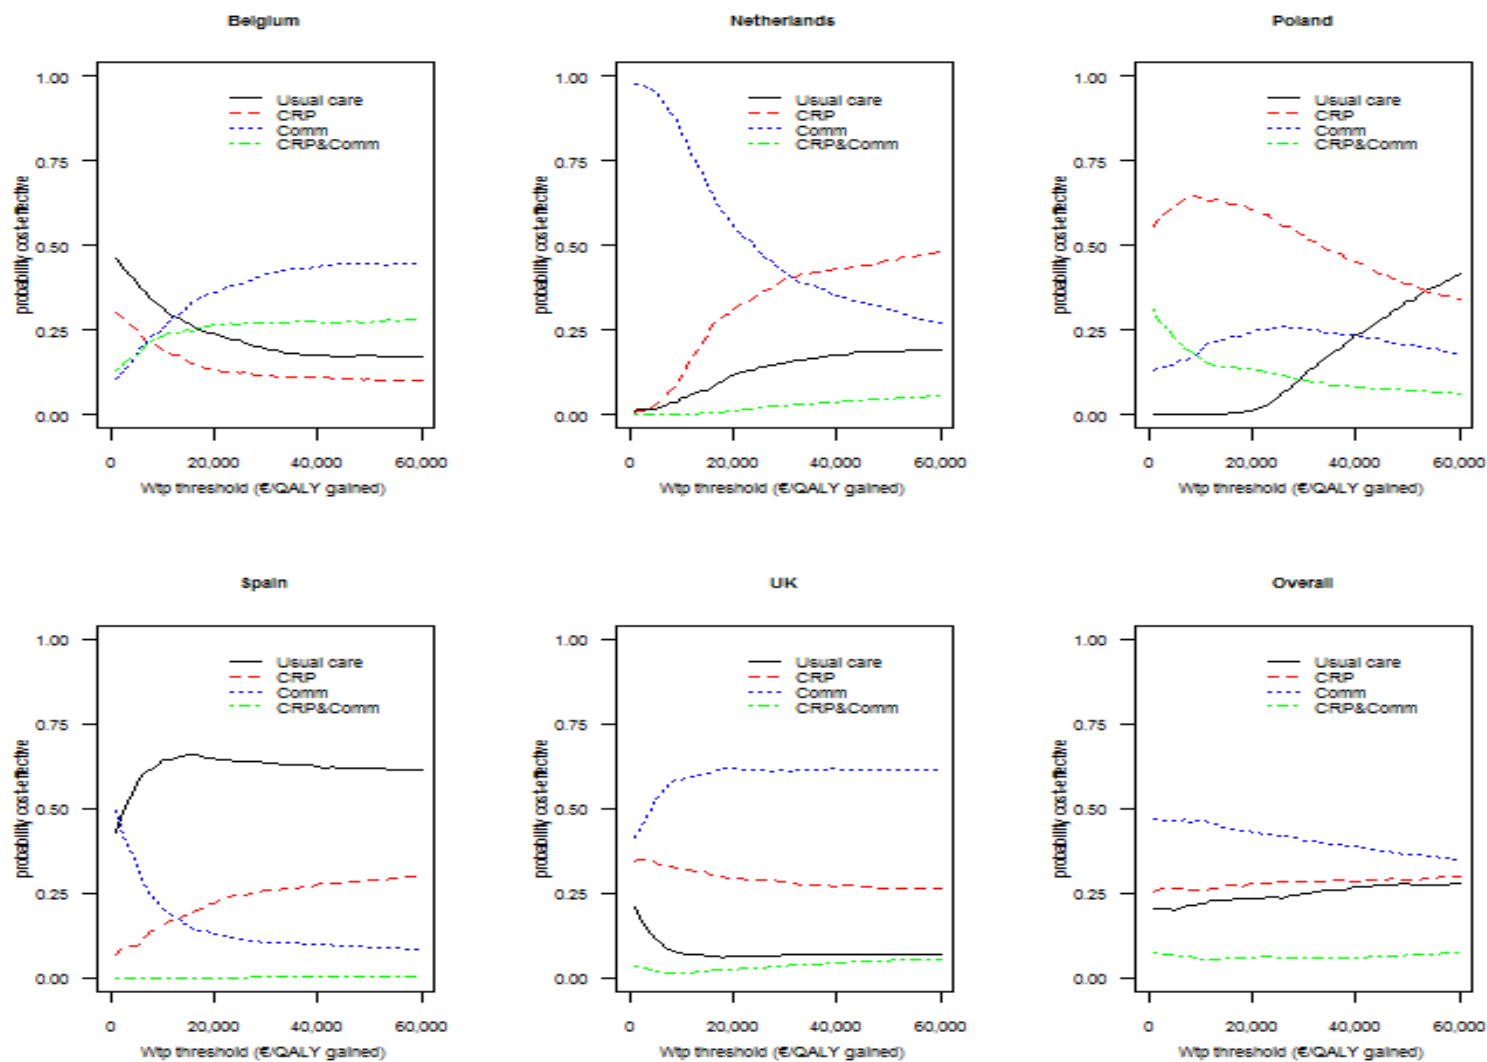 Belgium
1.00
0.75
0.50
0.25
0.00
probability cost-effective
Usual care
CRP
Comm
CRP&Comm
0 20,000 40,000 60,000
Wtp threshold (€/QALY gained)
Netherlands
1.00
0.75
0.50
0.25
0.00
probability cost-effective
Usual care
CRP
Comm
CRP&Comm
0 20,000 40,000 60,000
Wtp threshold (€/QALY gained)
Poland
1.00
0.75
0.50
0.25
0.00
probability cost-effective
Usual care
CRP
Comm
CRP&Comm
0 20,000 40,000 60,000
Wtp threshold (€/QALY gained)
Spain
1.00
0.75
0.50
0.25
0.00
probability cost-effective
Usual care
CRP
Comm
CRP&Comm
0 20,000 40,000 60,000
Wtp threshold (€/QALY gained)
UK
1.00
0.75
0.50
0.25
0.00
probability cost-effective
Usual care
CRP
Comm
CRP&Comm
0 20,000 40,000 60,000
Wtp threshold (€/QALY gained)
Overall
1.00
0.75
0.50
0.25
0.00
probability cost-effective
Usual care
CRP
Comm
CRP&Comm
0 20,000 40,000 60,000
Wtp threshold (€/QALY gained)